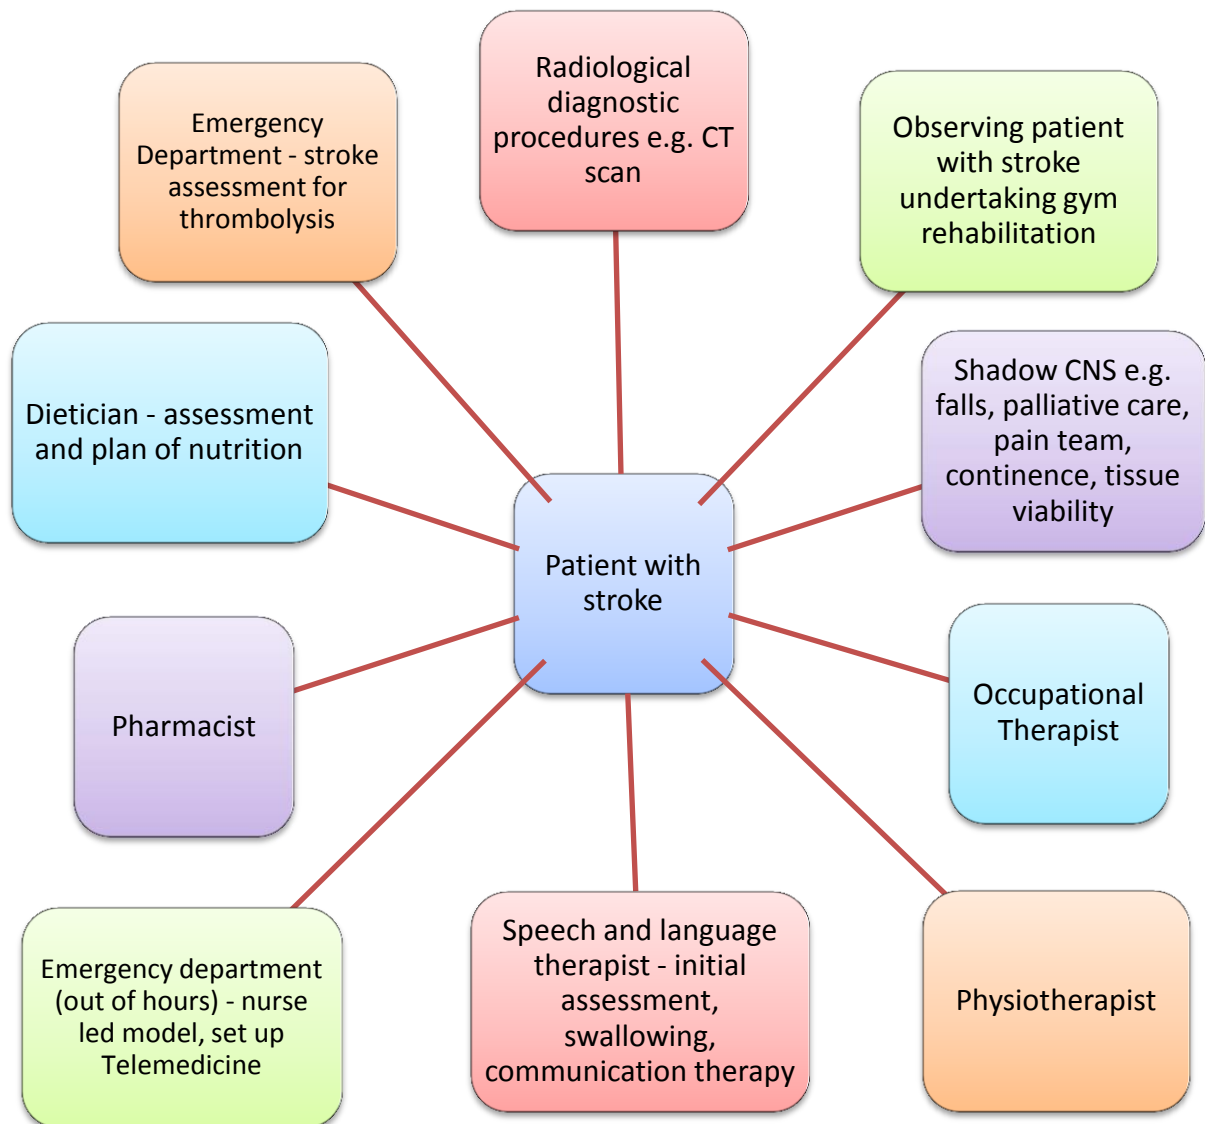 Radiological
diagnostic
procedures e.g. CT
scan
Emergency
Department - stroke
assessment for
thrombolysis
Observing patient
with stroke
undertaking gym
rehabilitation
Dietician - assessment
and plan of nutrition
Shadow CNS e.g.
falls, palliative care,
pain team,
continence, tissue
viability
Patient with
stroke
Pharmacist
Occupational
Therapist
Emergency department
(out of hours) - nurse
led model, set up
Telemedicine
Speech and language
therapist - initial
assessment,
swallowing,
communication therapy
Physiotherapist